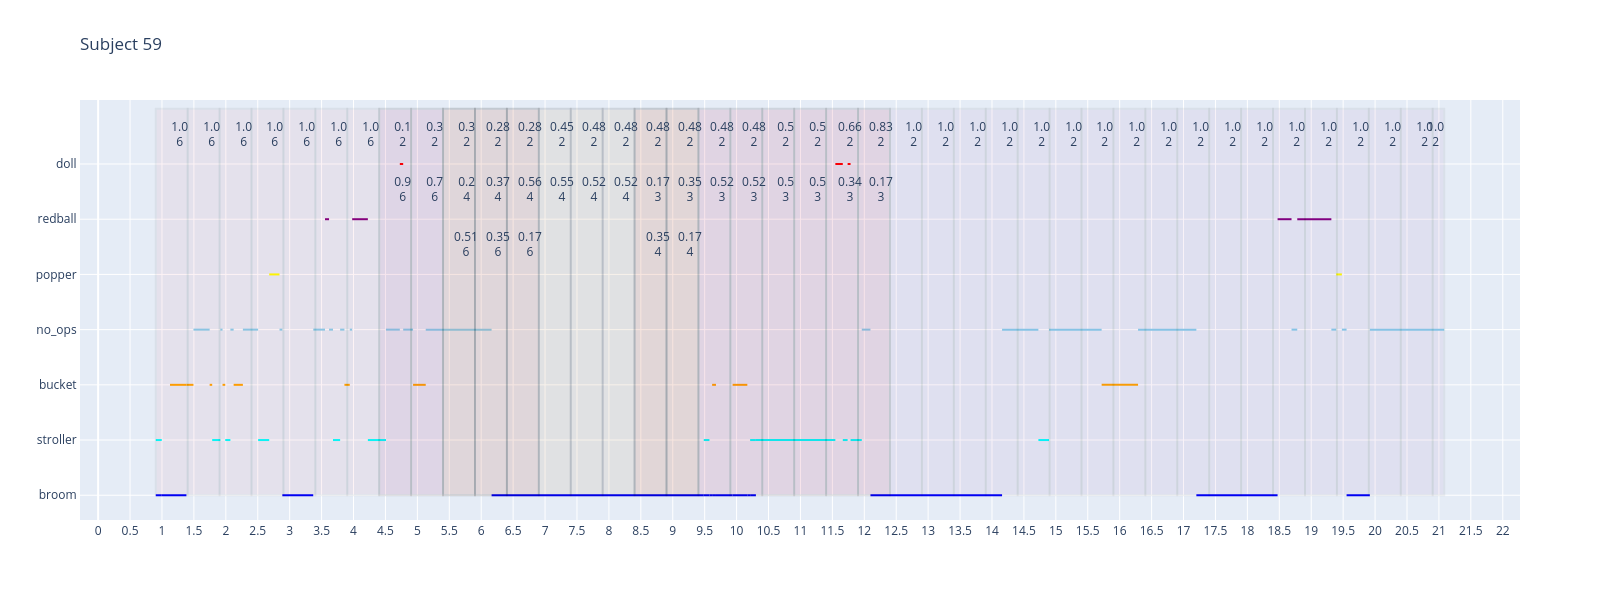 Subject 59
1.0 1.0 1.0 1.0 1.0 1.0 1.0 0.1 0.3 0.3 0.28 0.28 0.45 0.48 0.48 0.48 0.48 0.48 0.48 0.5 0.5 0.66 0.83 1.0 1.0 1.0 1.0 1.0 1.0 1.0 1.0 1.0 1.0 1.0 1.0 1.0 1.0 1.0 1.0 1.0 1.0
6 6 6 6 6 6 6 2 2 2 2 2 2 2 2 2 2 2 2 2 2 2 2 2 2 2 2 2 2 2 2 2 2 2 2 2 2 2 2 2 2
doll
0.9 0.7 0.2 0.37 0.56 0.55 0.52 0.52 0.17 0.35 0.52 0.52 0.5 0.5 0.34 0.17
6 6 4 4 4 4 4 4 3 3 3 3 3 3 3 3
redball
0.51 0.35 0.17 0.35 0.17
6 6 6 4 4
popper
no_ops
bucket
stroller
broom
0 0.5 1 1.5 2 2.5 3 3.5 4 4.5 5 5.5 6 6.5 7 7.5 8 8.5 9 9.5 10 10.5 11 11.5 12 12.5 13 13.5 14 14.5 15 15.5 16 16.5 17 17.5 18 18.5 19 19.5 20 20.5 21 21.5 22